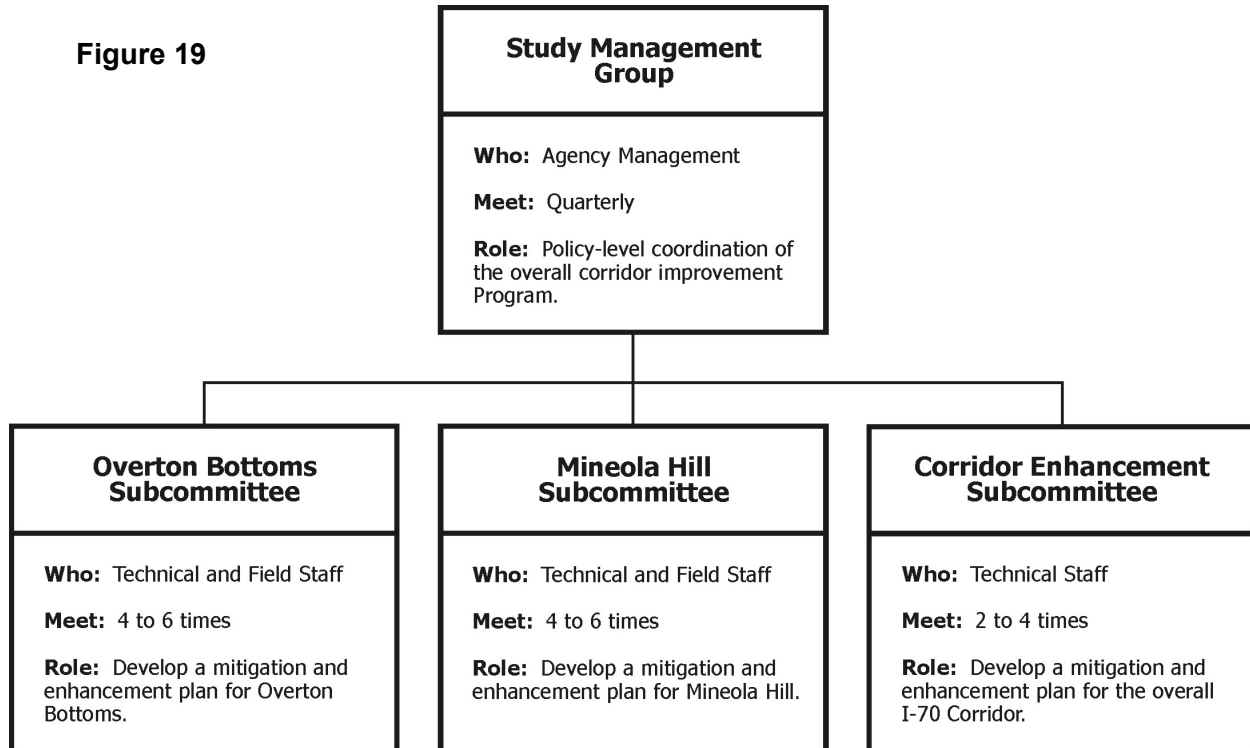 Figure 19
Study Management
Group
Who: Agency Management
Meet: Quarterly
Role: Policy-level coordination of
the overall corridor improvement
Program.
Overton Bottoms
Subcommittee
Who: Technical and Field Staff
Meet: 4 to 6 times
Role: Develop a mitigation and
enhancement plan for Overton
Bottoms.
Mineola Hill
Subcommittee
Who: Technical and Field Staff
Meet: 4 to 6 times
Role: Develop a mitigation and
enhancement plan for Mineola Hill.
Corridor Enhancement
Subcommittee
Who: Technical Staff
Meet: 2 to 4 times
Role: Develop a mitigation and
enhancement plan for the overall
I-70 Corridor.